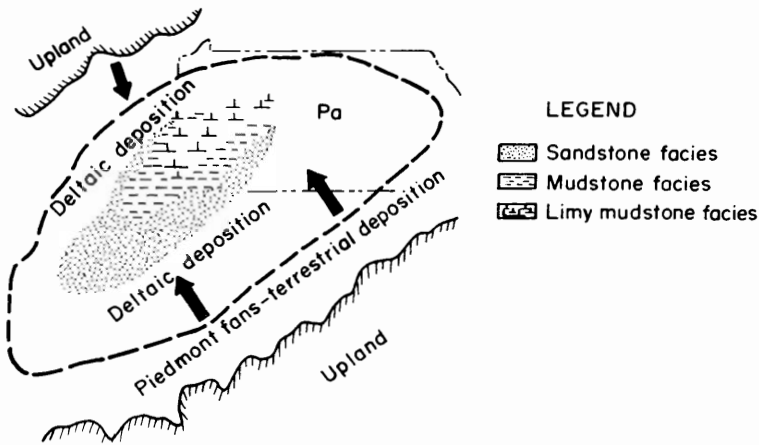 Upland
Deltaic deposition
Pa
Deltaic deposition
Piedmont fans-terrestrial deposition
Upland
LEGEND
Sandstone facies
Mudstone facies
Limy mudstone facies